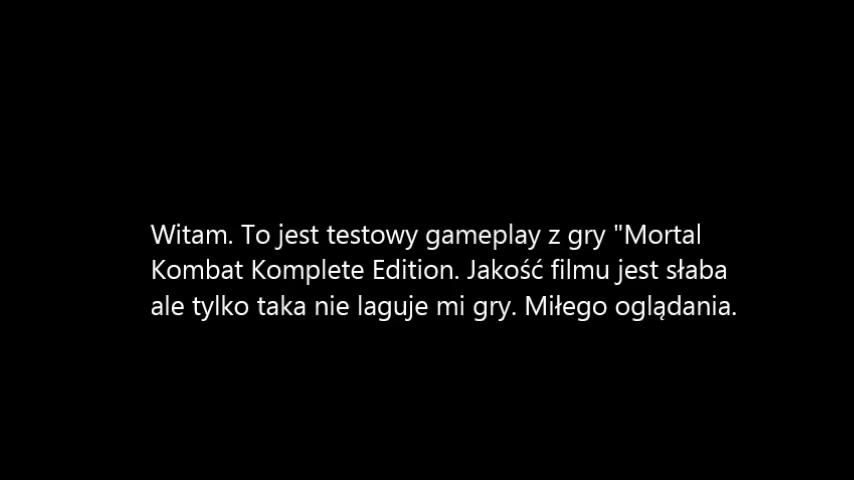 Witam. To jest testowy gameplay z gry "Mortal
Kombat Komplete Edition. Jakość filmu jest słaba
ale tylko taka nie laguje mi gry. Miłego oglądania.